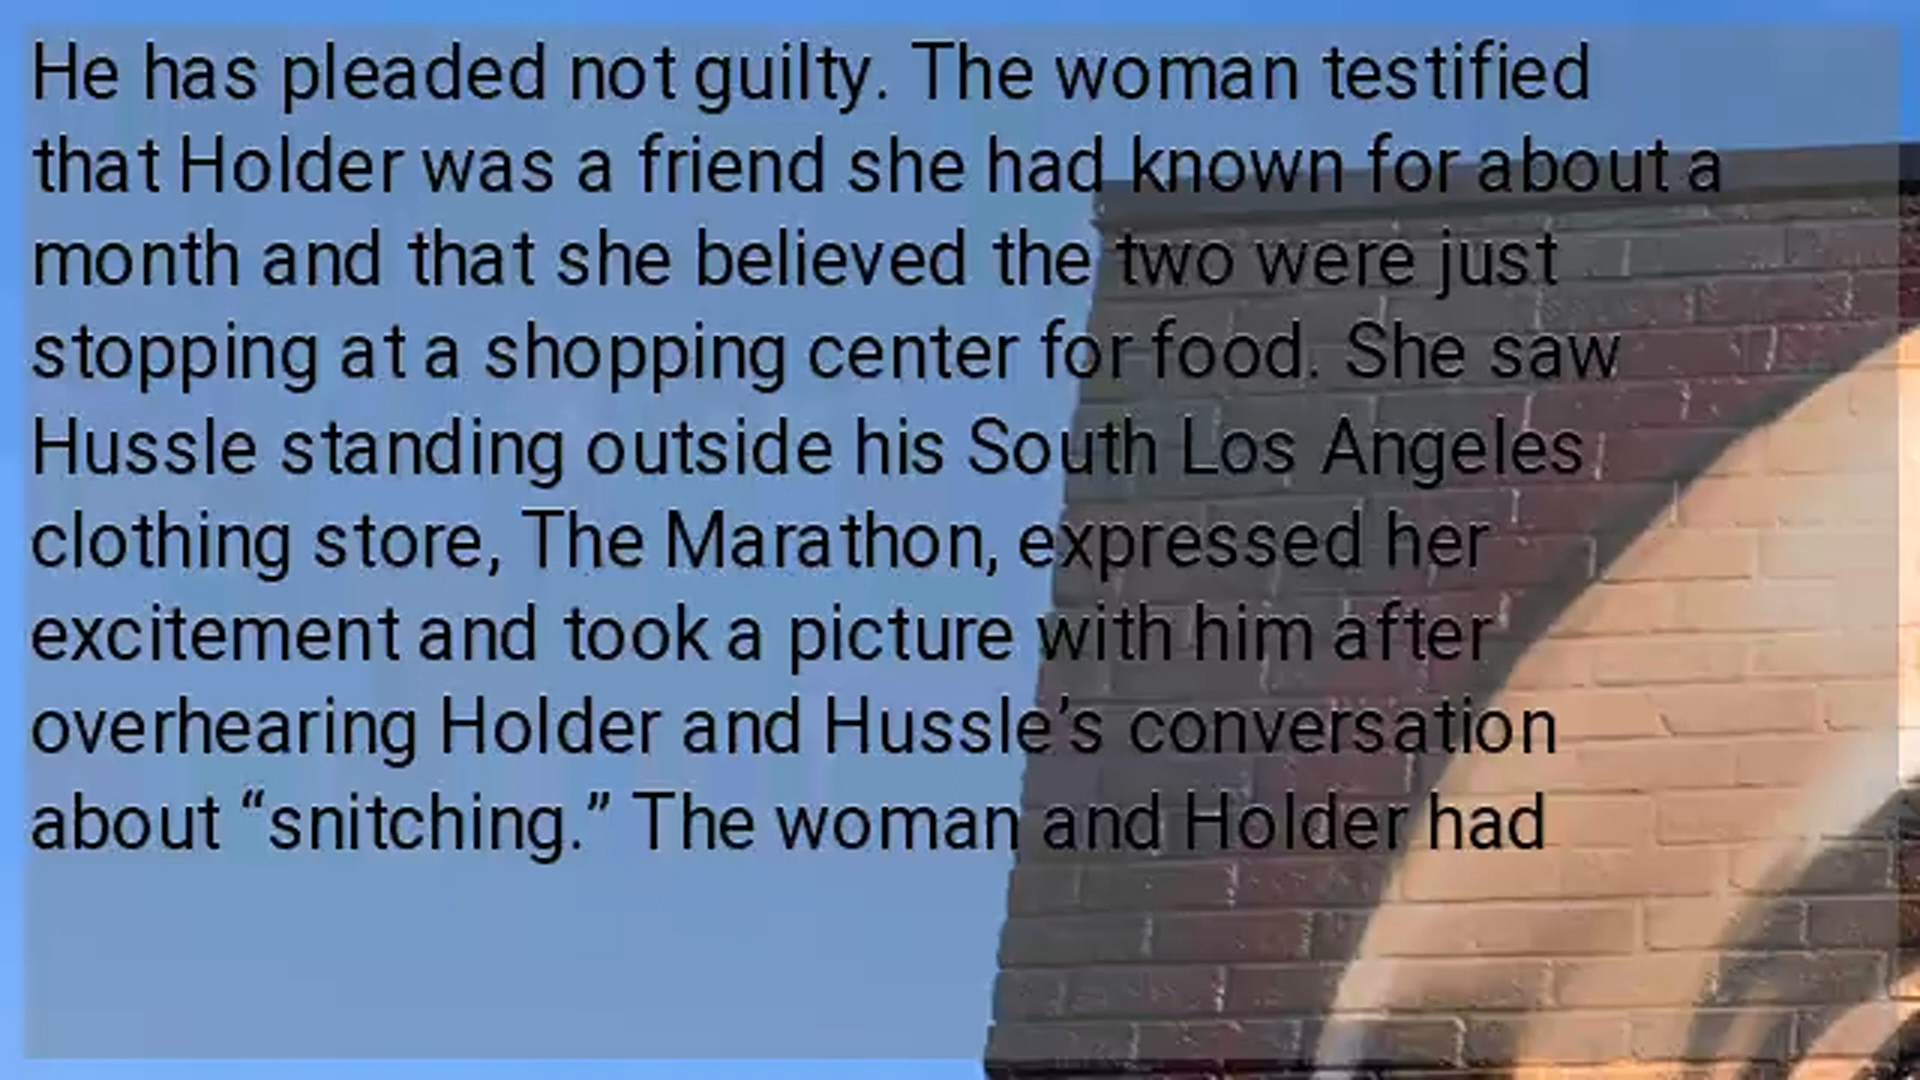 He has pleaded not guilty. The woman testified
that Holder was a friend she had known for about a
month and that she believed the two were just
stopping at a shopping center for food. She saw
Hussle standing outside his South Los Angeles
clothing store, The Marathon, expressed her
excitement and took a picture with him after
overhearing Holder and Hussle’s conversation
about “snitching.” The woman and Holder had